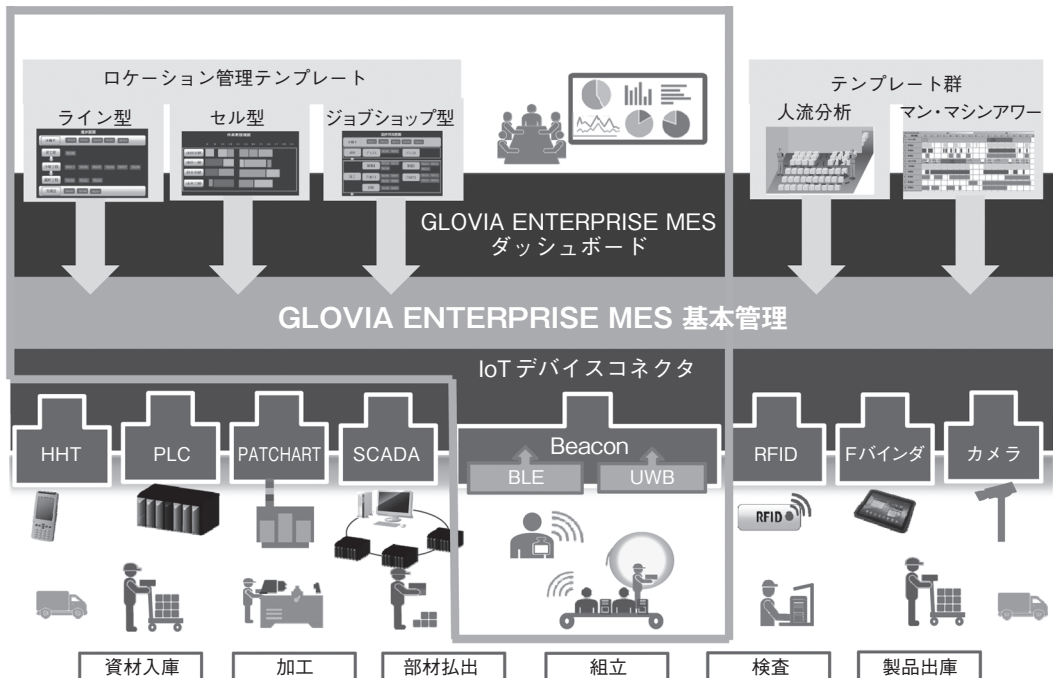 ロケーション管理テンプレート
ライン型
セル型
ジョブショップ型
テンプレート群
人流分析
マン・マシンアワー
GLOVIA ENTERPRISE MES
ダッシュボード
GLOVIA ENTERPRISE MES 基本管理
IoTデバイスコネクタ
HHT
PLC
PATCHART
SCADA
Beacon
BLE
UWB
RFID
Fバインダ
カメラ
RFID
資材入庫
加工
部材払出
組立
検査
製品出庫